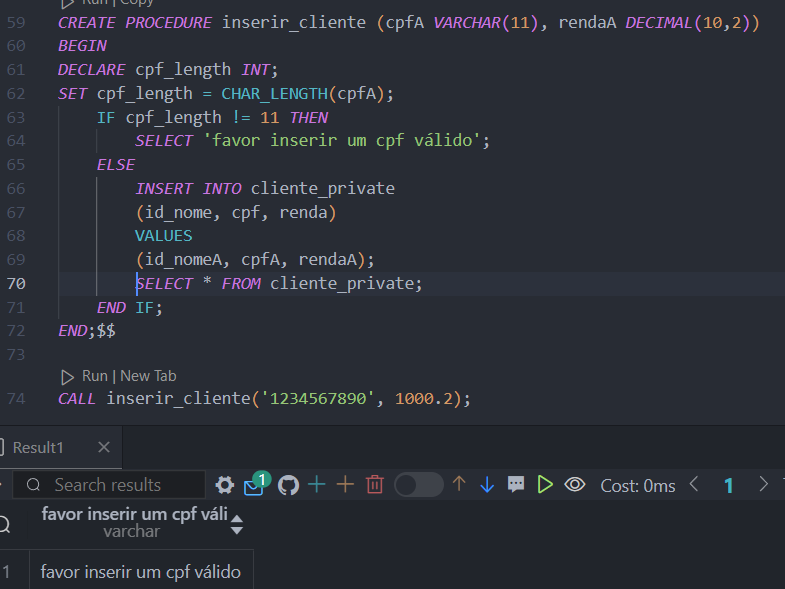 Run | Copy
59 CREATE PROCEDURE inserir_cliente (cpfA VARCHAR(11), rendaA DECIMAL(10,2))
60 BEGIN
61 DECLARE cpf_length INT;
62 SET cpf_length = CHAR_LENGTH(cpfA);
63 IF cpf_length != 11 THEN
64 SELECT 'favor inserir um cpf válido';
65 ELSE
66 INSERT INTO cliente_private
67 (id_nome, cpf, renda)
68 VALUES
69 (id_nomeA, cpfA, rendaA);
70 SELECT * FROM cliente_private;
71 END IF;
72 END;$$
73
Run | New Tab
74 CALL inserir_cliente('1234567890', 1000.2);
Result1
Search results 1 Cost: 0ms 1
favor inserir um cpf váli
varchar
1 favor inserir um cpf válido